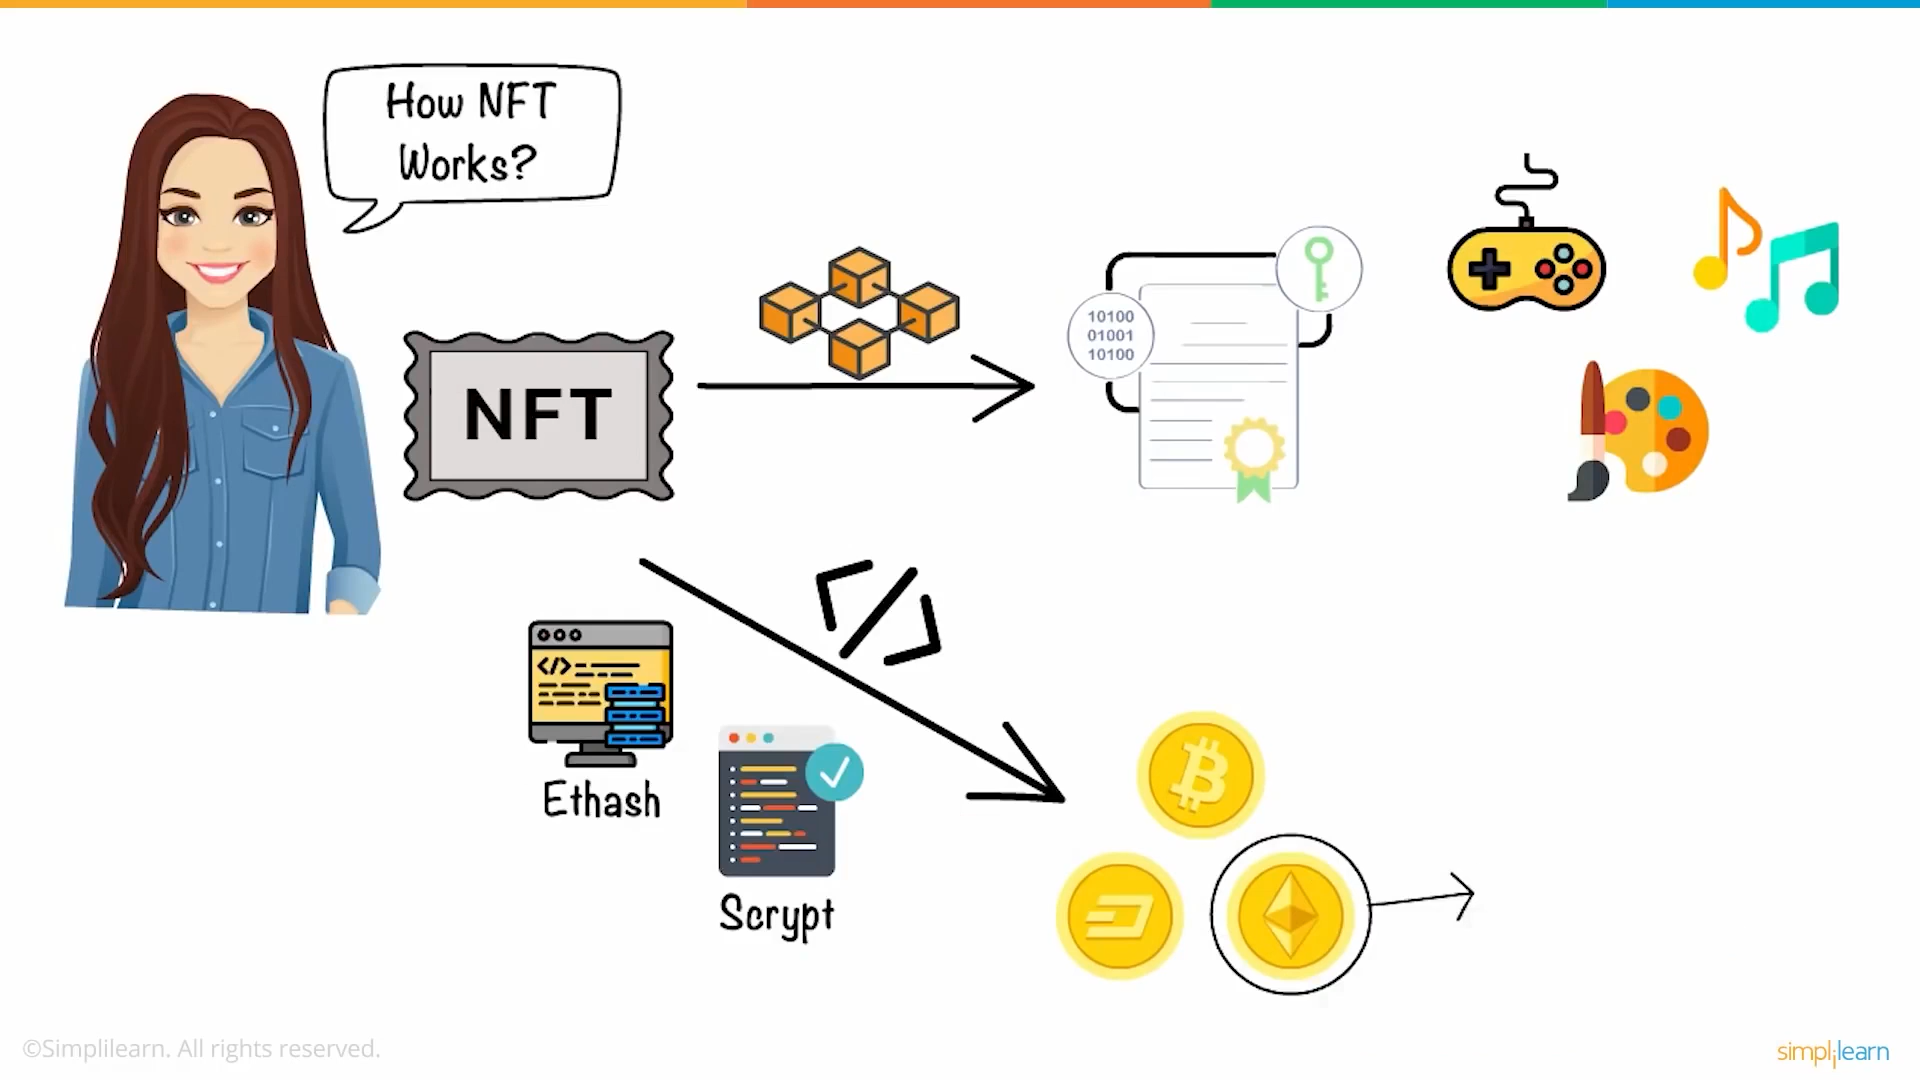 How NFT
Works?
NFT
10100
01001
10100
</>
</>
Ethash
Scrypt
©Simplilearn. All rights reserved.
simplilearn